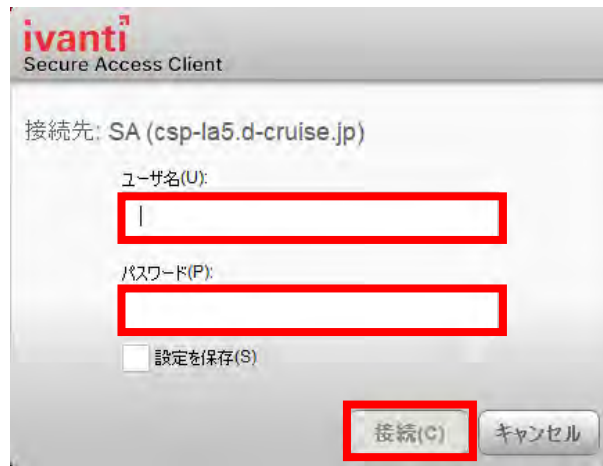 ivanti
Secure Access Client
接続先: SA (csp-la5.d-cruise.jp)
ユーザ名(U):
パスワード(P):
設定を保存(S)
接続(C) キャンセル